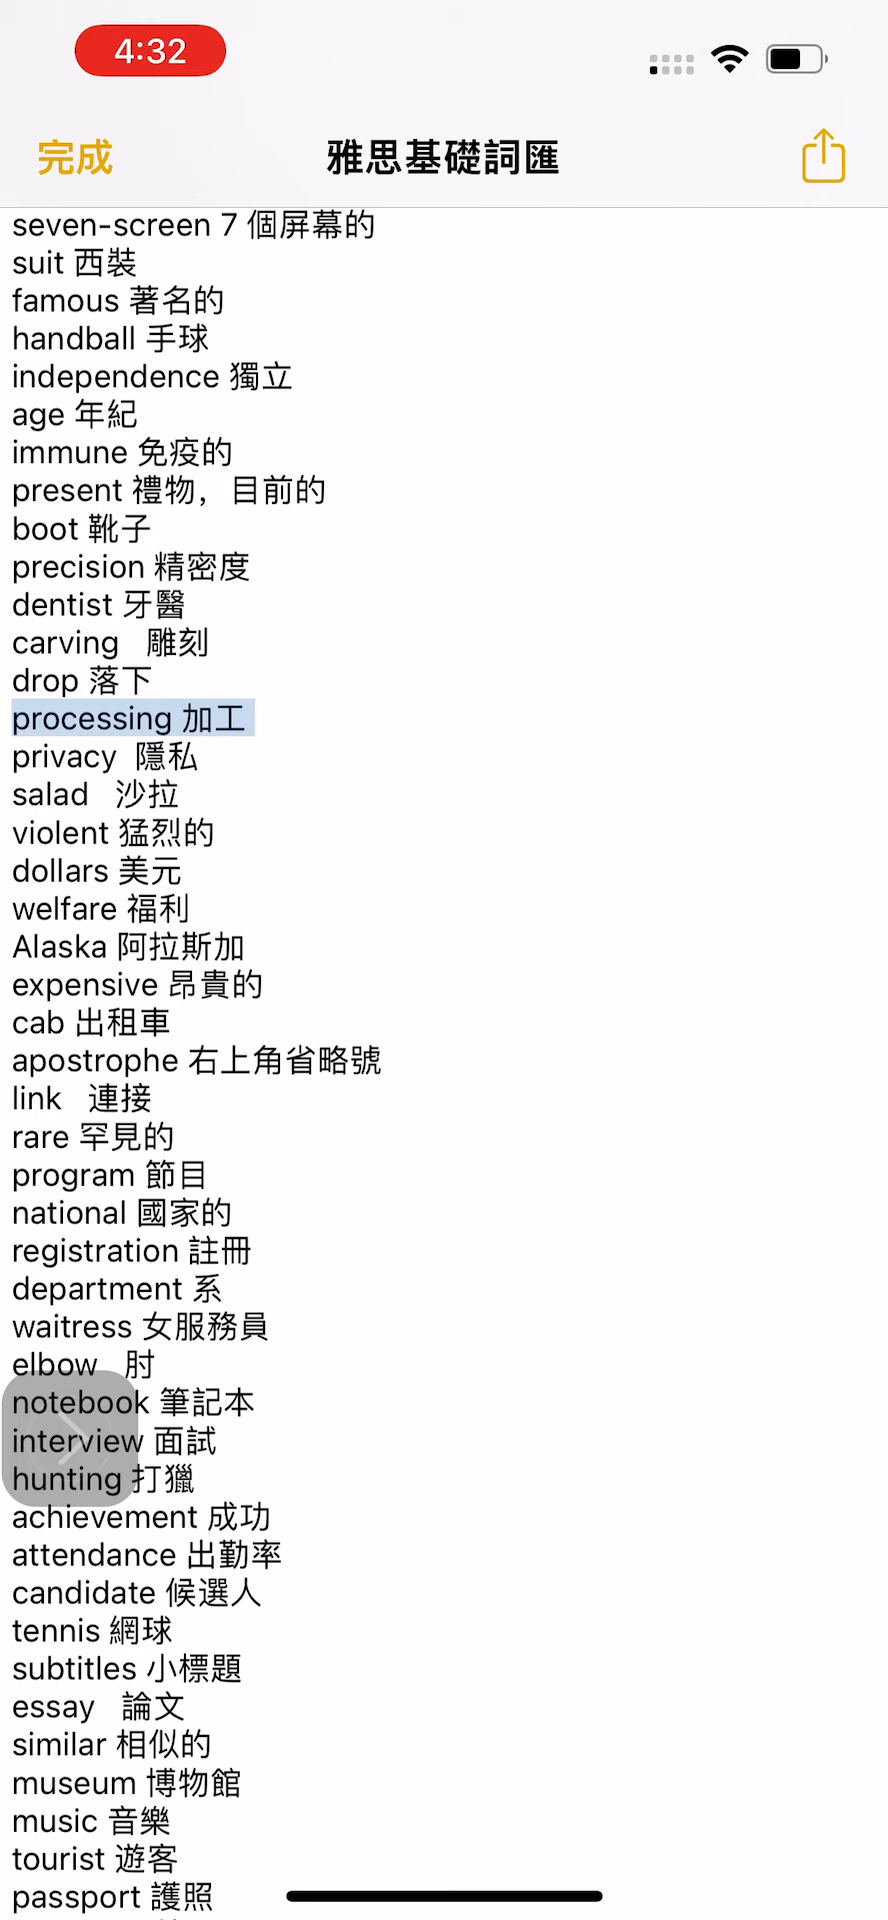 4:32
完成
雅思基礎詞匯
seven-screen 7 個屏幕的
suit 西裝
famous 著名的
handball 手球
independence 獨立
age 年紀
immune 免疫的
present 禮物，目前的
boot 靴子
precision 精密度
dentist 牙醫
carving 雕刻
drop 落下
processing 加工
privacy 隱私
salad 沙拉
violent 猛烈的
dollars 美元
welfare 福利
Alaska 阿拉斯加
expensive 昂貴的
cab 出租車
apostrophe 右上角省略號
link 連接
rare 罕見的
program 節目
national 國家的
registration 註冊
department 系
waitress 女服務員
elbow 肘
notebook 筆記本
interview 面試
hunting 打獵
achievement 成功
attendance 出勤率
candidate 候選人
tennis 網球
subtitles 小標題
essay 論文
similar 相似的
museum 博物館
music 音樂
tourist 遊客
passport 護照